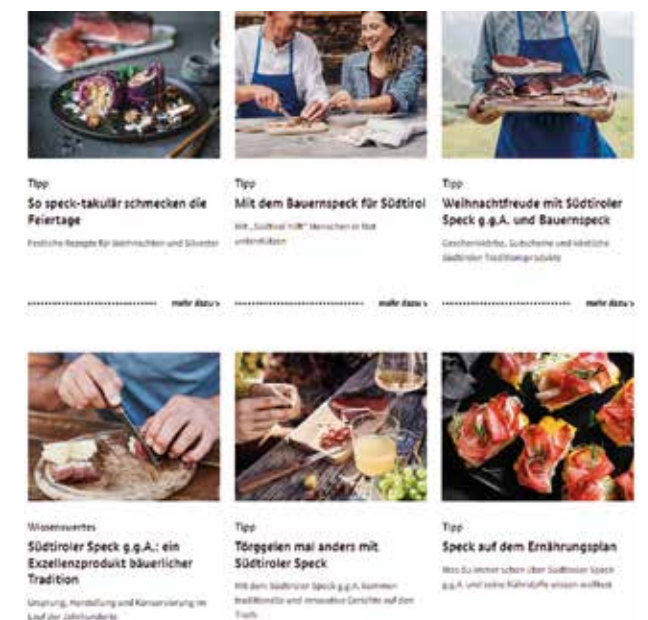 Tipp
So speck-takulär schmecken die
Feiertage
Festliche Rezepte für Weihnachten und Silvester
mehr dazu >
Tipp
Mit dem Bauernspeck für Südtirol
Mit „Südtirol hilft“ Menschen in Not
unterstützen
mehr dazu >
Tipp
Weihnachtfreude mit Südtiroler
Speck g.g.A. und Bauernspeck
Geschenkkörbe, Gutscheine und köstliche
Südtiroler Traditionsprodukte
mehr dazu >
Wissenswertes
Südtiroler Speck g.g.A.: ein
Exzellenzprodukt bäuerlicher
Tradition
Ursprung, Herstellung und Konservierung im
Lauf der Jahrhunderte
Tipp
Törggelen mal anders mit
Südtiroler Speck
Mit dem Südtiroler Speck g.g.A. kommen
traditionelle und innovative Gerichte auf den
Tisch
Tipp
Speck auf dem Ernährungsplan
Was du immer schon über Südtiroler Speck
g.g.A. und seine Nährstoffe wissen wolltest